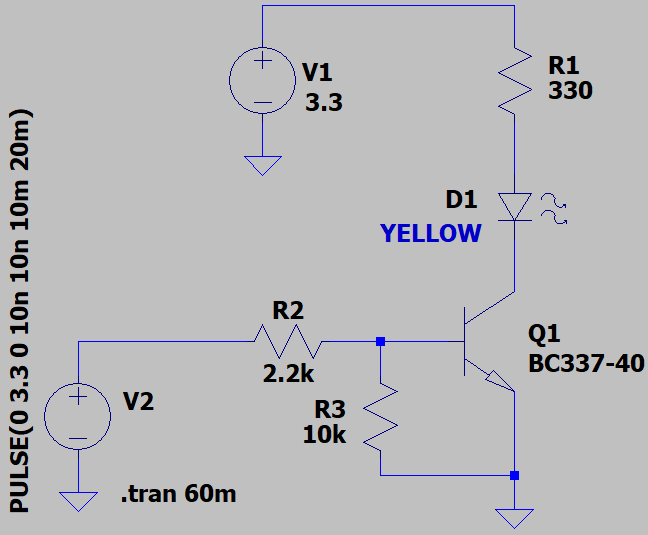 V1
3.3
R1
330
D1
YELLOW
R2
2.2k
Q1
BC337-40
V2
R3
10k
PULSE(0 3.3 0 10n 10n 10m 20m)
.tran 60m